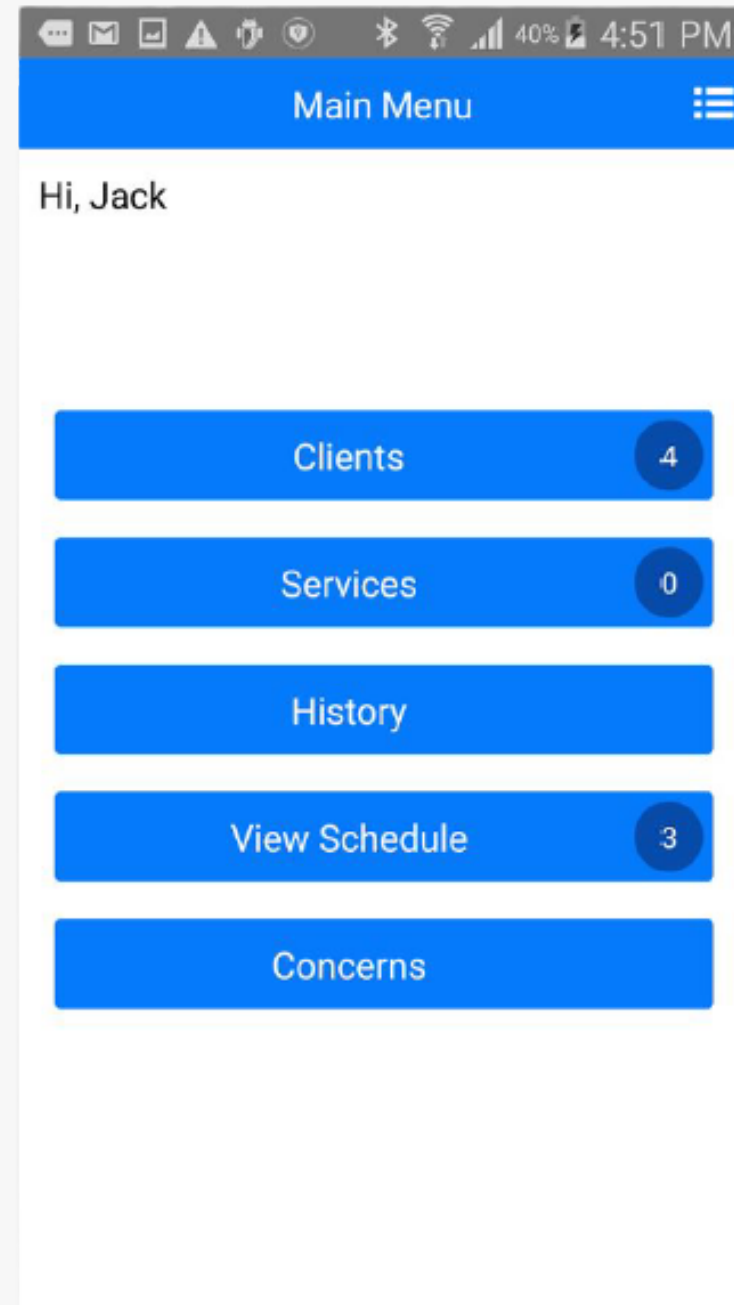 40% 4:51 PM
Main Menu
Hi, Jack
Clients 4
Services 0
History
View Schedule 3
Concerns